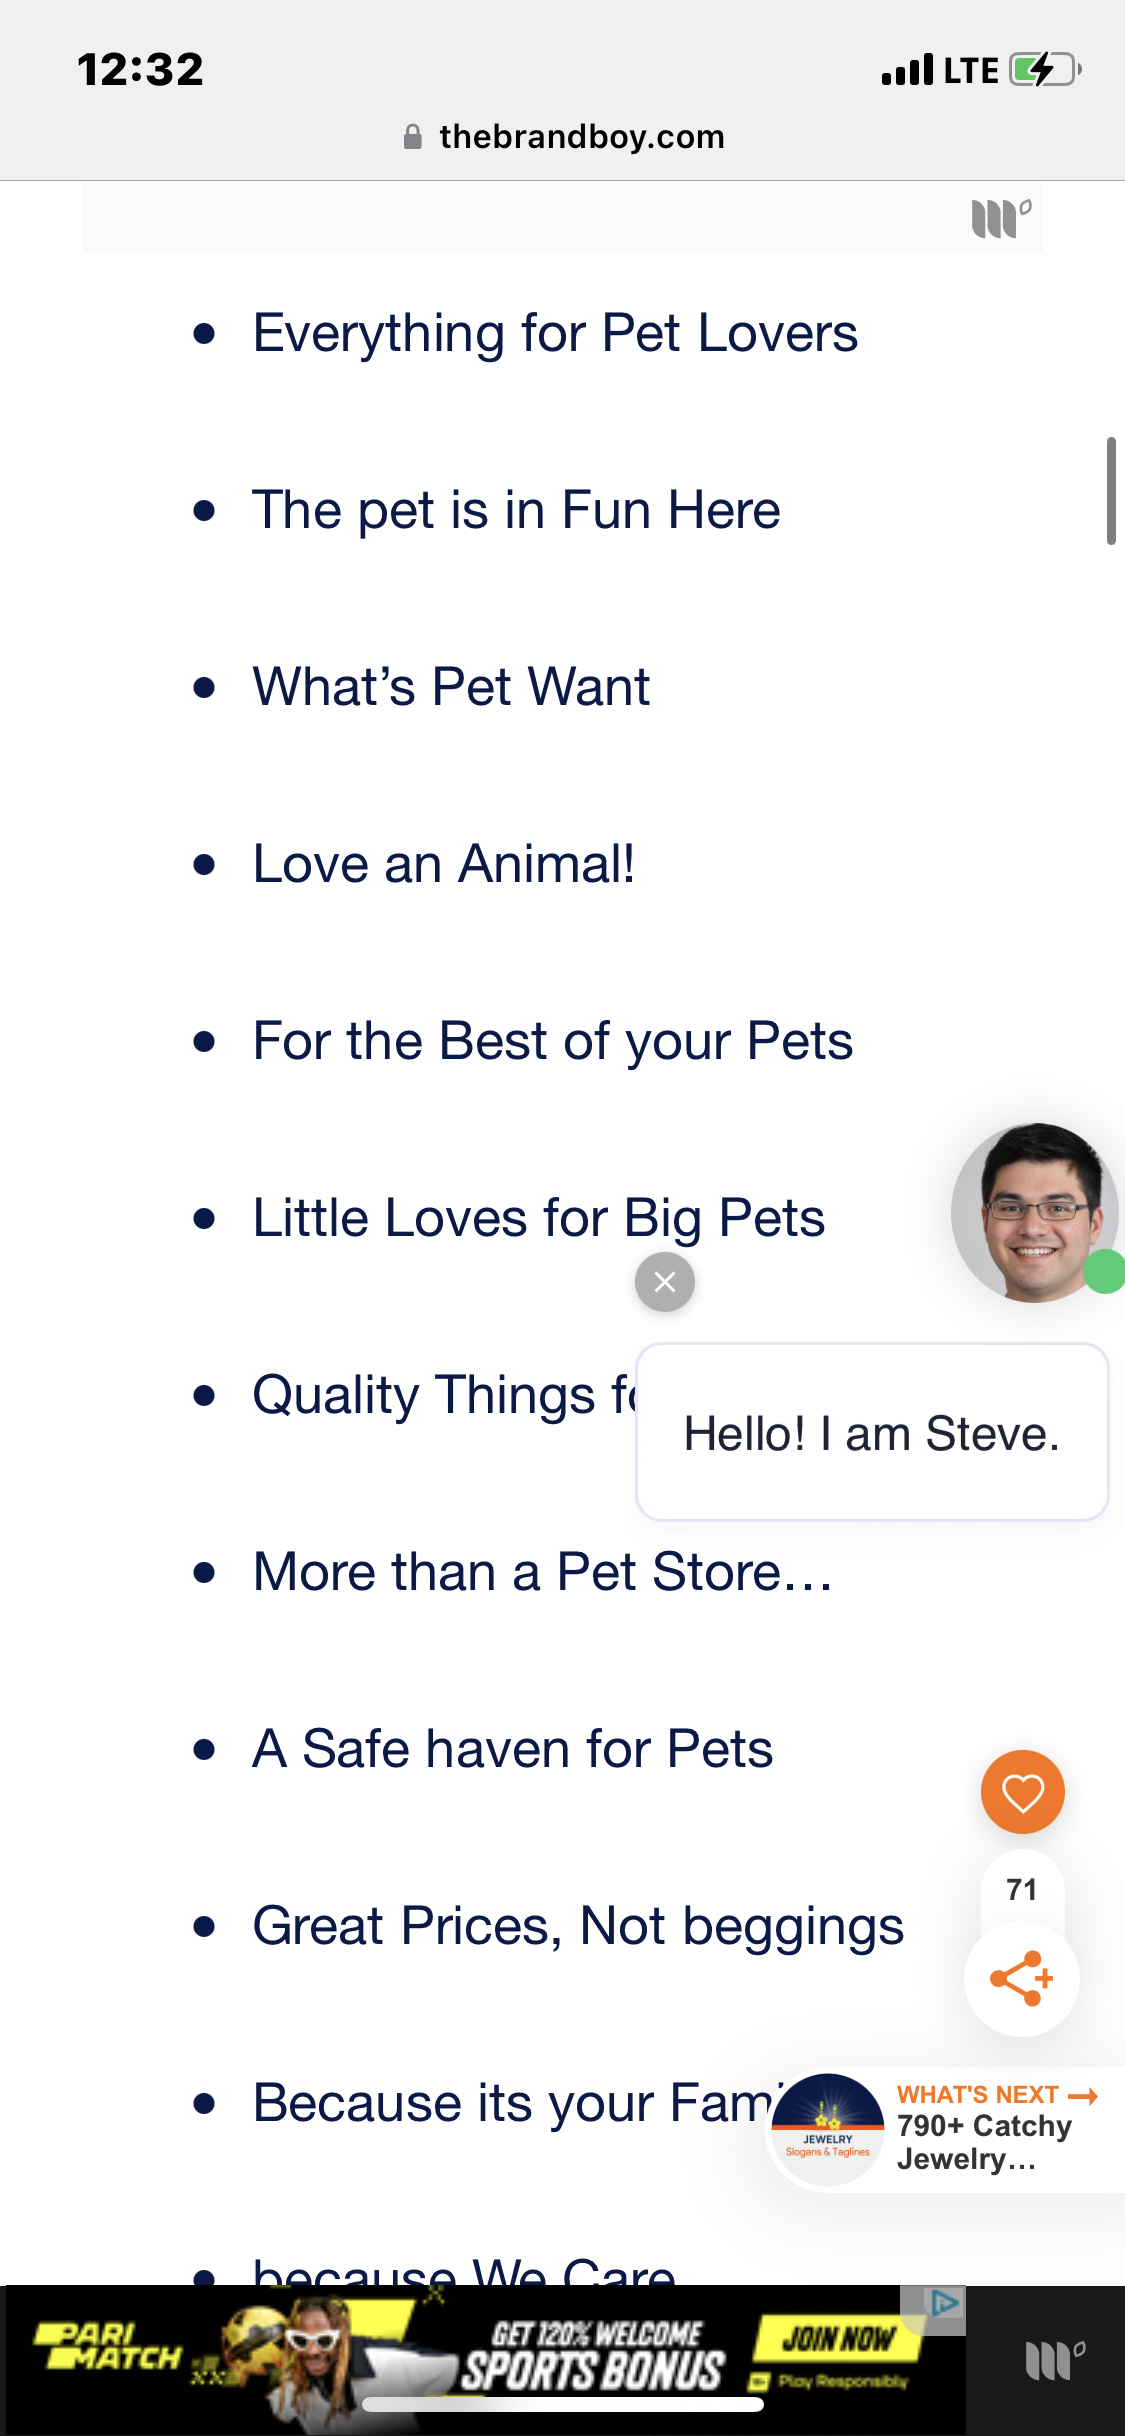 12:32
LTE
thebrandboy.com
Everything for Pet Lovers
The pet is in Fun Here
What’s Pet Want
Love an Animal!
For the Best of your Pets
Little Loves for Big Pets
Quality Things
Hello! I am Steve.
More than a Pet Store...
A Safe haven for Pets
Great Prices, Not beggings
71
Because its your
WHAT'S NEXT
790+ Catchy
Jewelry...
JEWELRY
Slogans & Taglines
because We Care
PARI
MATCH
GET 120% WELCOME
SPORTS BONUS
JOIN NOW
Play Responsibly